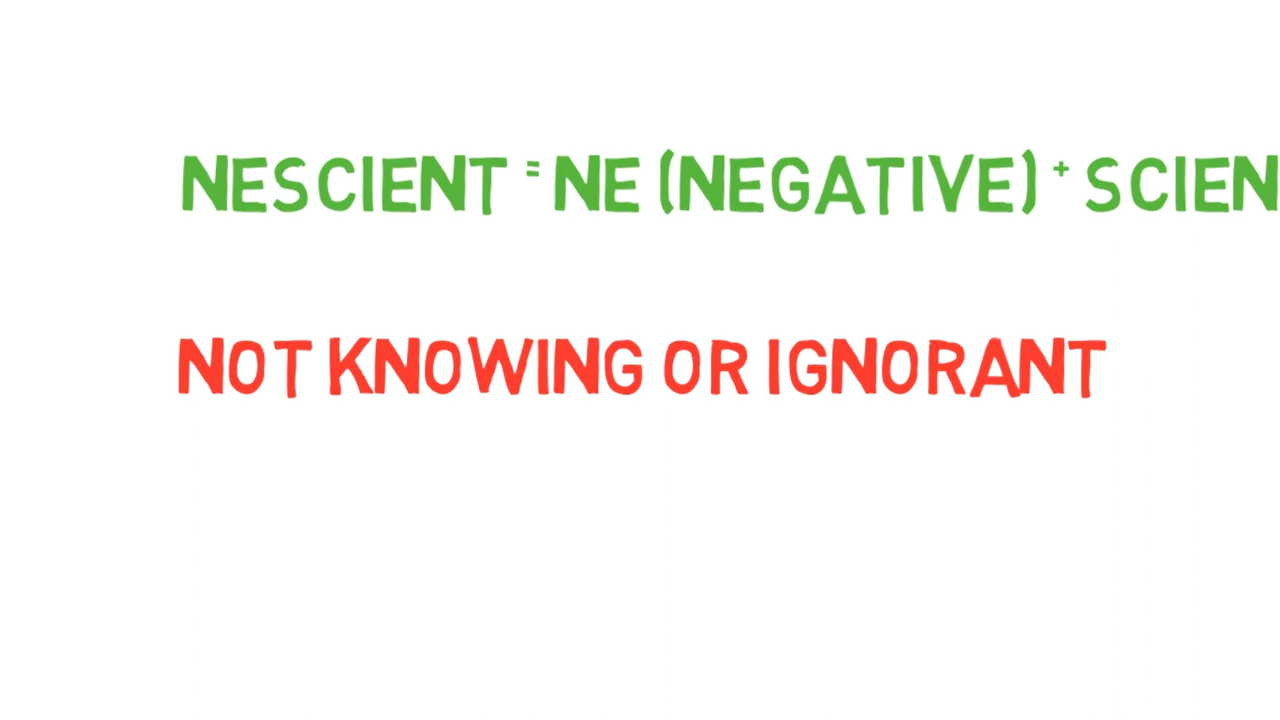 NESCIENT = NE (NEGATIVE) + SCIEN
NOT KNOWING OR IGNORANT